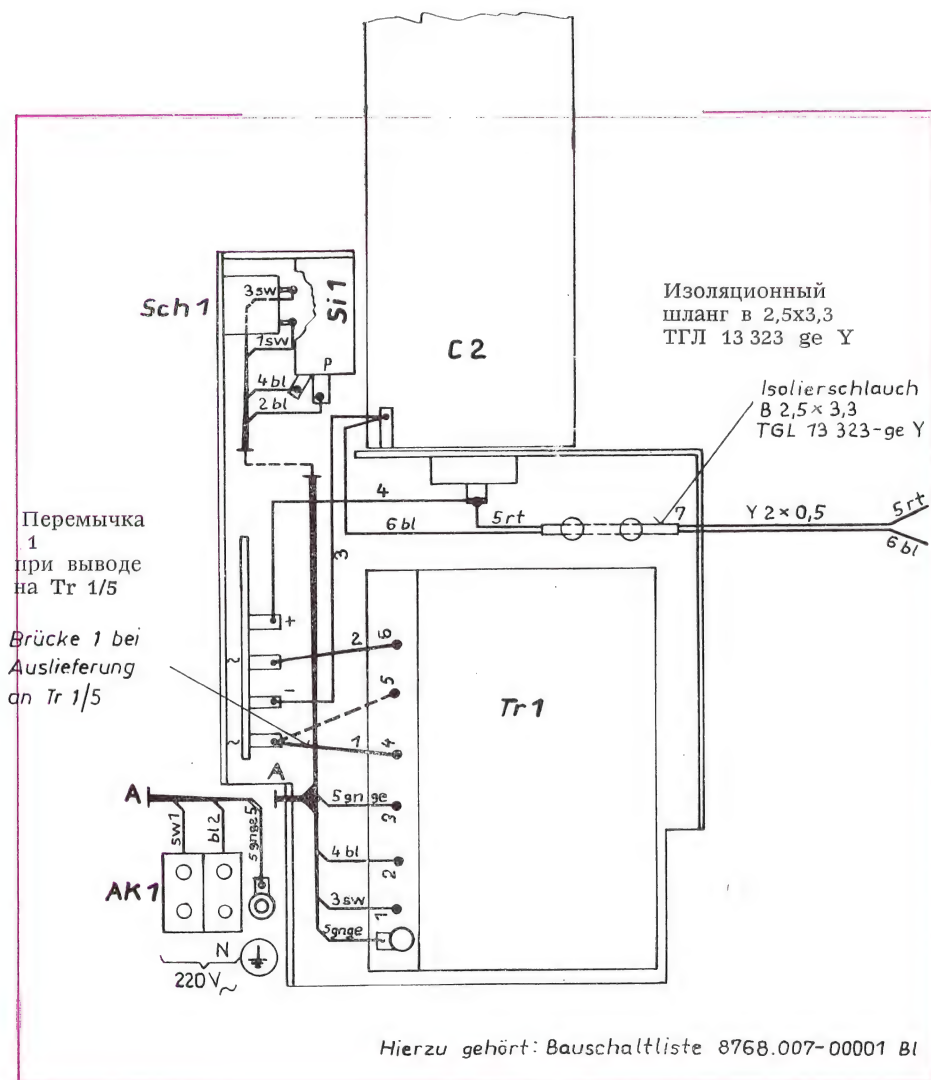 Sch 1
3 sw
1 sw
Si 1
4 bl
2 bl
P
C 2
Изоляционный
шланг в 2,5х3,3
ТГЛ 13 323 ge Y
Isolierschlauch
B 2,5 × 3,3
TGL 13 323-ge Y
4
5 rt
6 bl
3
7
Y 2 × 0,5
5 rt
6 bl
Перемычка
1
при выводе
на Tr 1/5
Brücke 1 bei
Auslieferung
an Tr 1/5
+
~
−
~
2
6
5
1
4
Tr 1
A
A
5 gnge
3
4 bl
2
3 sw
1
5 gnge
sw 1
bl 2
5 gnge 5
AK 1
N
220 V ~
Hierzu gehört: Bauschaltliste 8768.007-00001 Bl